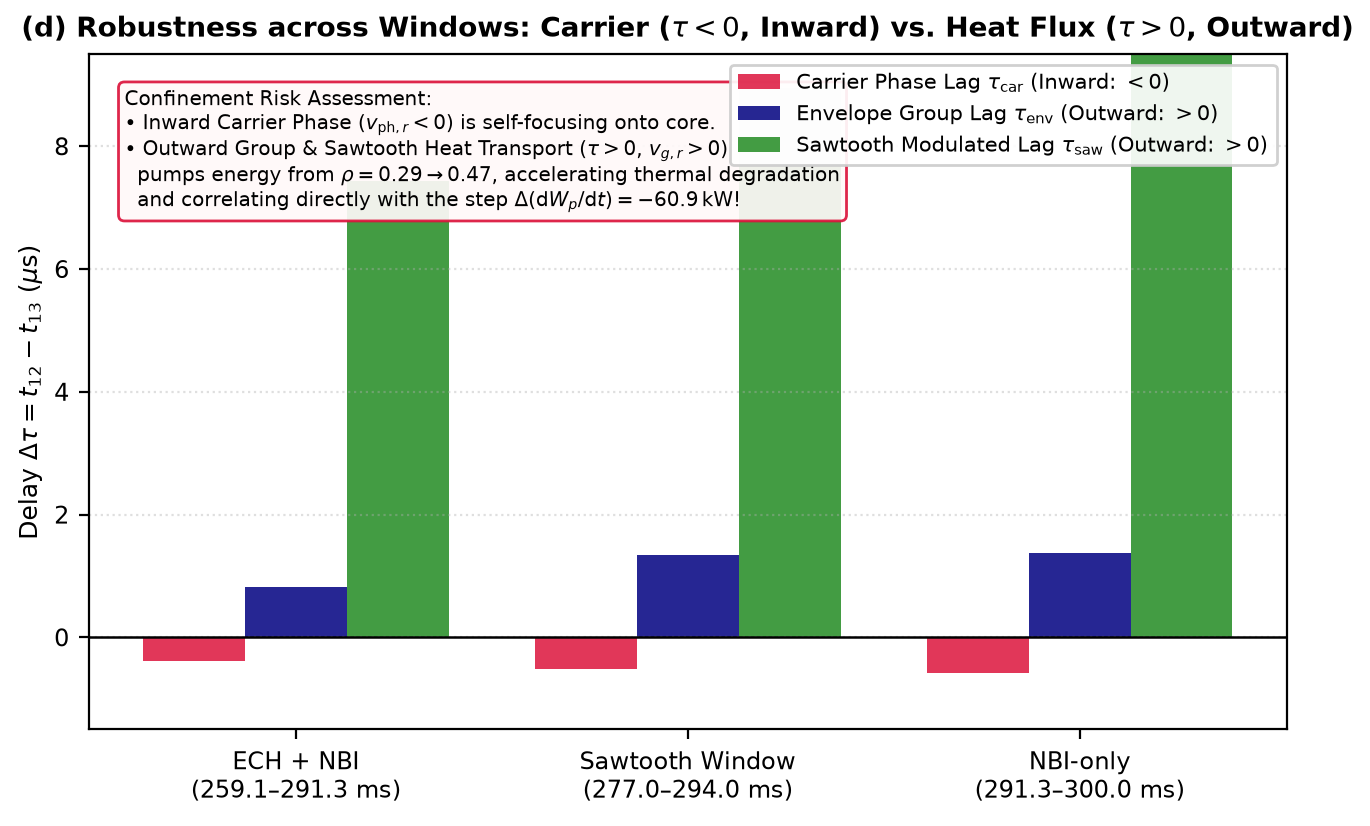 (d) Robustness across Windows: Carrier (τ < 0, Inward) vs. Heat Flux (τ > 0, Outward)
Confinement Risk Assessment:
• Inward Carrier Phase (v_ph, r < 0) is self-focusing onto core.
• Outward Group & Sawtooth Heat Transport (τ > 0, v_g, r > 0)
pumps energy from ρ = 0.29 → 0.47, accelerating thermal degradation
and correlating directly with the step Δ(dW_p/dt) = −60.9 kW!
Carrier Phase Lag τ_car (Inward: < 0)
Envelope Group Lag τ_env (Outward: > 0)
Sawtooth Modulated Lag τ_saw (Outward: > 0)
Delay Δτ = t_12 − t_13 (μs)
8
6
4
2
0
ECH + NBI
(259.1–291.3 ms)
Sawtooth Window
(277.0–294.0 ms)
NBI-only
(291.3–300.0 ms)